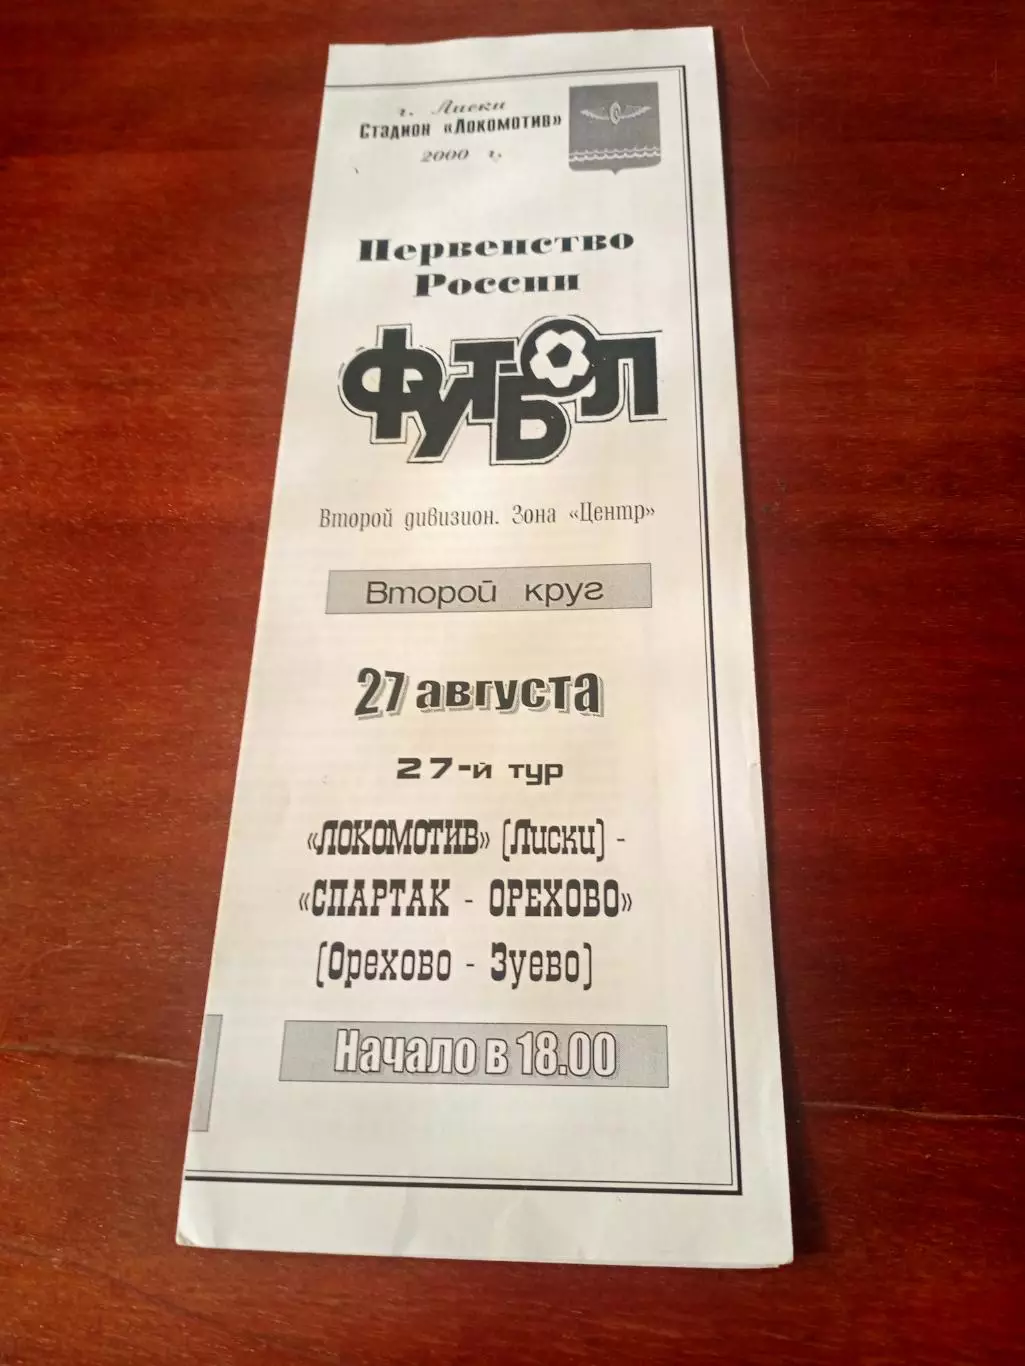 г. Лиски
Стадион «Локомотив»
2000 г.
Первенство
России
ФУТБОЛ
Второй дивизион. Зона «Центр»
Второй круг
27 августа
27-й тур
«ЛОКОМОТИВ» (Лиски) -
«СПАРТАК - ОРЕХОВО»
(Орехово - Зуево)
Начало в 18.00